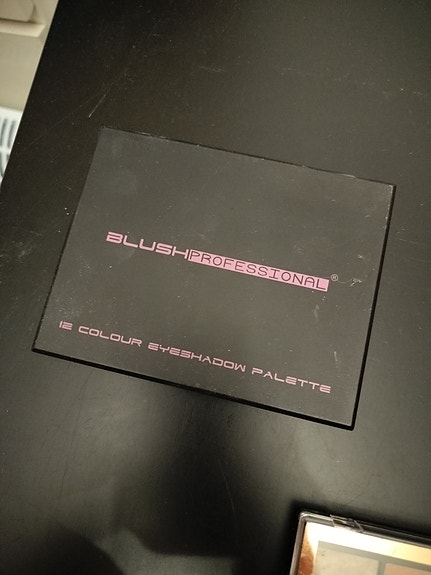 BLUSHPROFESSIONAL®
12 COLOUR EYESHADOW PALETTE